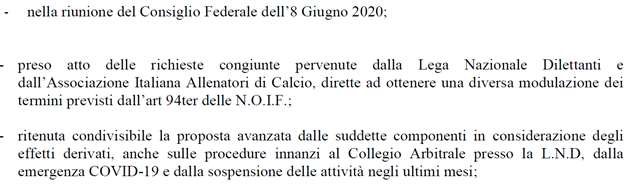 - nella riunione del Consiglio Federale dell’8 Giugno 2020;
- preso atto delle richieste congiunte pervenute dalla Lega Nazionale Dilettanti e
dall’Associazione Italiana Allenatori di Calcio, dirette ad ottenere una diversa modulazione dei
termini previsti dall’art 94ter delle N.O.I.F.;
- ritenuta condivisibile la proposta avanzata dalle suddette componenti in considerazione degli
effetti derivati, anche sulle procedure innanzi al Collegio Arbitrale presso la L.N.D, dalla
emergenza COVID-19 e dalla sospensione delle attività negli ultimi mesi;